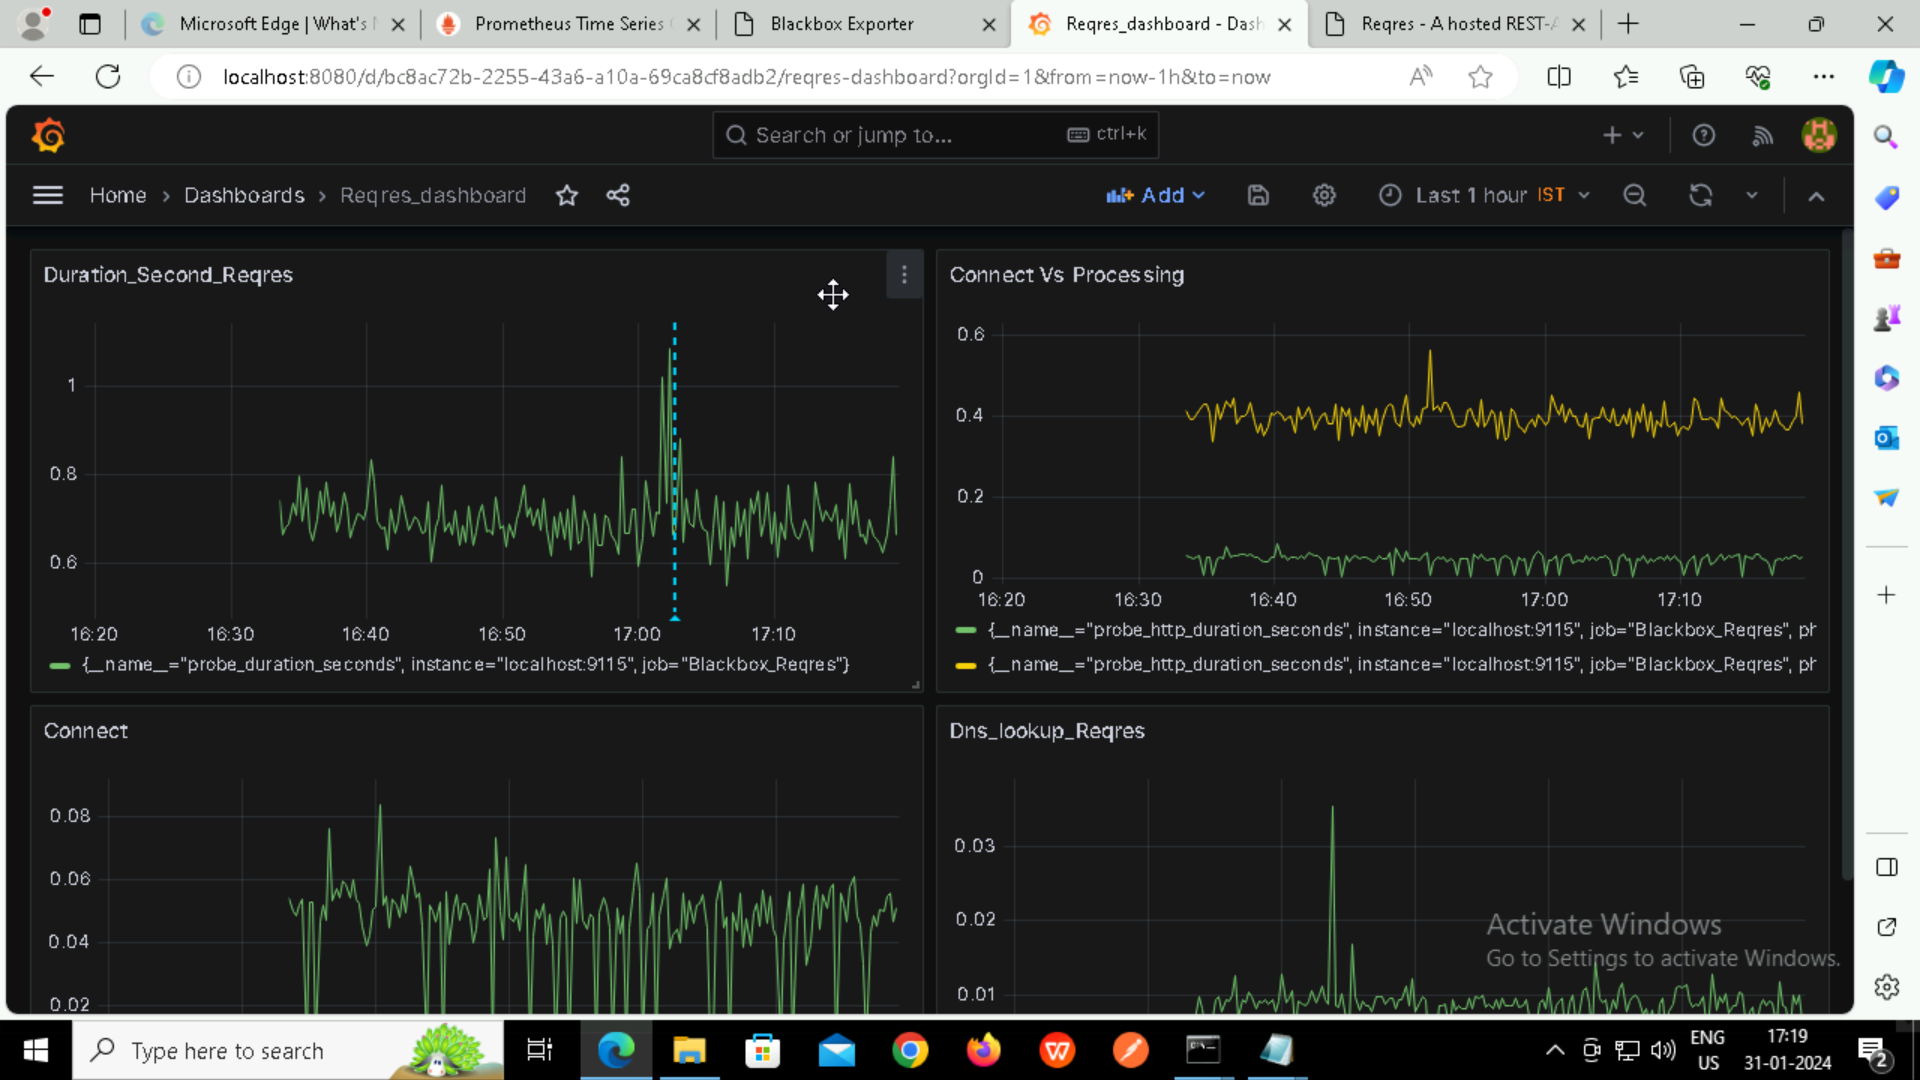 Microsoft Edge | What's
Prometheus Time Series
Blackbox Exporter
Reqres_dashboard - Dash
Reqres - A hosted REST-A
localhost:8080/d/bc8ac72b-2255-43a6-a10a-69ca8cf8adb2/reqres-dashboard?orgId=1&from=now-1h&to=now
Search or jump to...
ctrl+k
Home › Dashboards › Reqres_dashboard
Add
Last 1 hour IST
Duration_Second_Reqres
1
0.8
0.6
16:20 16:30 16:40 16:50 17:00 17:10
{__name__="probe_duration_seconds", instance="localhost:9115", job="Blackbox_Reqres"}
Connect Vs Processing
0.6
0.4
0.2
0
16:20 16:30 16:40 16:50 17:00 17:10
{__name__="probe_http_duration_seconds", instance="localhost:9115", job="Blackbox_Reqres", ph
{__name__="probe_http_duration_seconds", instance="localhost:9115", job="Blackbox_Reqres", ph
Connect
0.08
0.06
0.04
0.02
Dns_lookup_Reqres
0.03
0.02
0.01
Activate Windows
Go to Settings to activate Windows.
Type here to search
ENG
US
17:19
31-01-2024
2